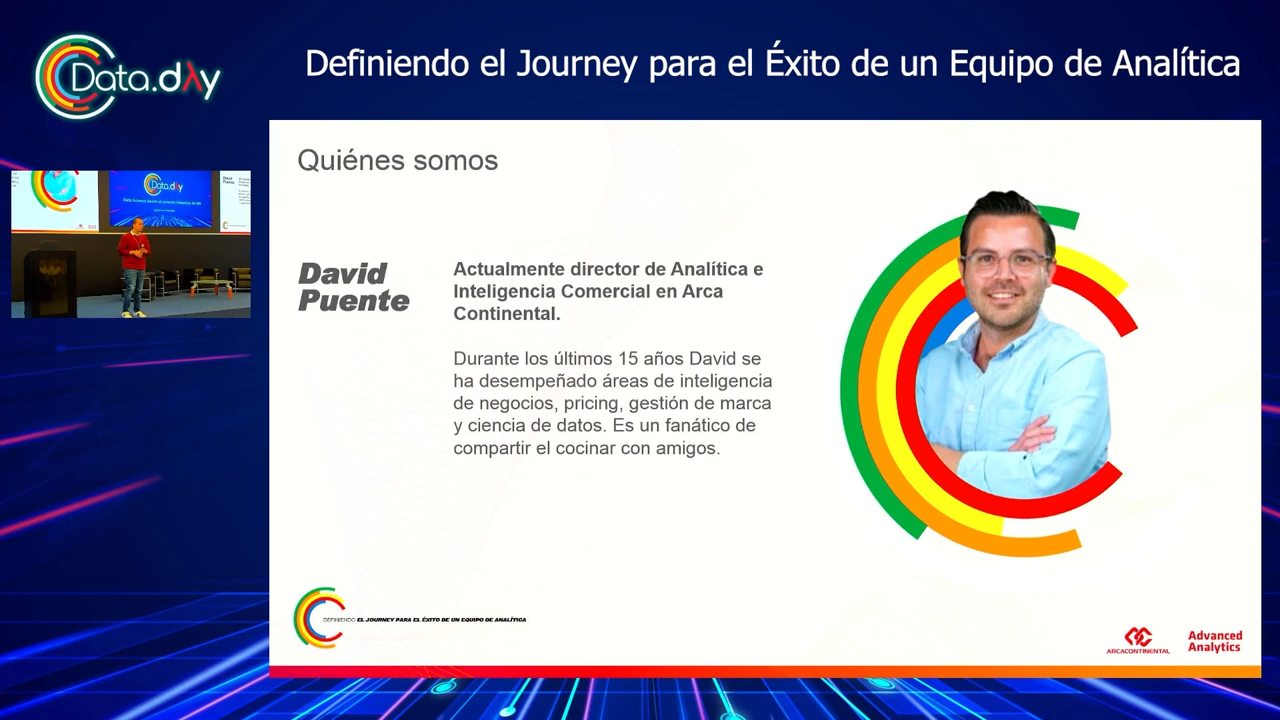 Data.dλy
Definiendo el Journey para el Éxito de un Equipo de Analítica
Quiénes somos
David
Puente
Actualmente director de Analítica e
Inteligencia Comercial en Arca
Continental.
Durante los últimos 15 años David se
ha desempeñado áreas de inteligencia
de negocios, pricing, gestión de marca
y ciencia de datos. Es un fanático de
compartir el cocinar con amigos.
DEFINIENDO EL JOURNEY PARA EL ÉXITO DE UN EQUIPO DE ANALÍTICA
ARCACONTINENTAL
Advanced
Analytics
Data.dλy